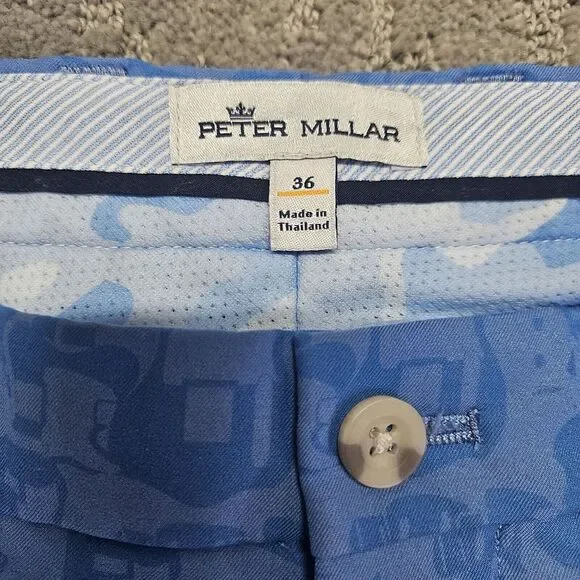 PETER MILLAR
36
Made in
Thailand